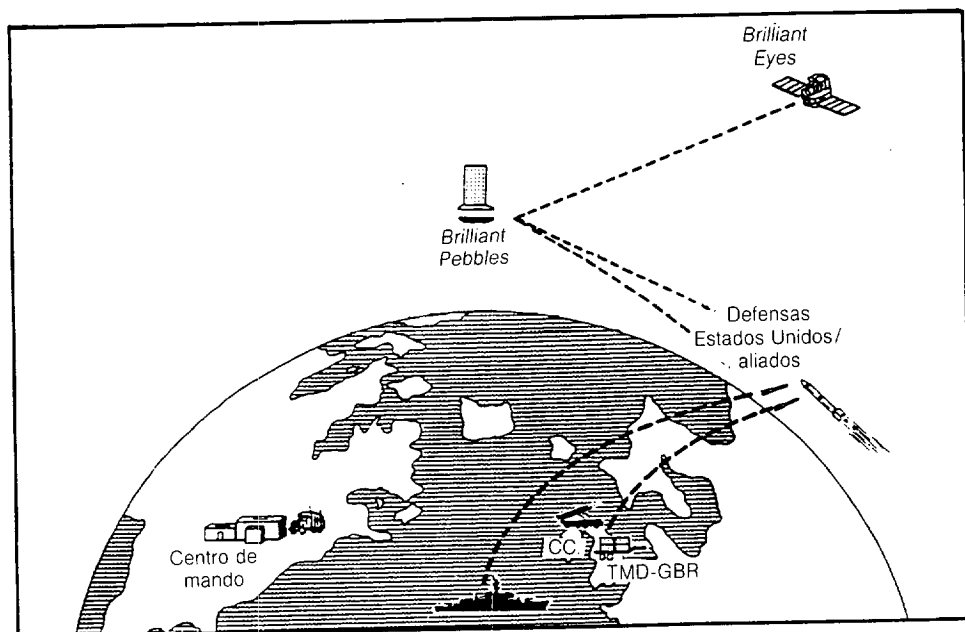 Brilliant
Eyes
Brilliant
Pebbles
Defensas
Estados Unidos/
aliados
Centro de
mando
CC.
TMD-GBR